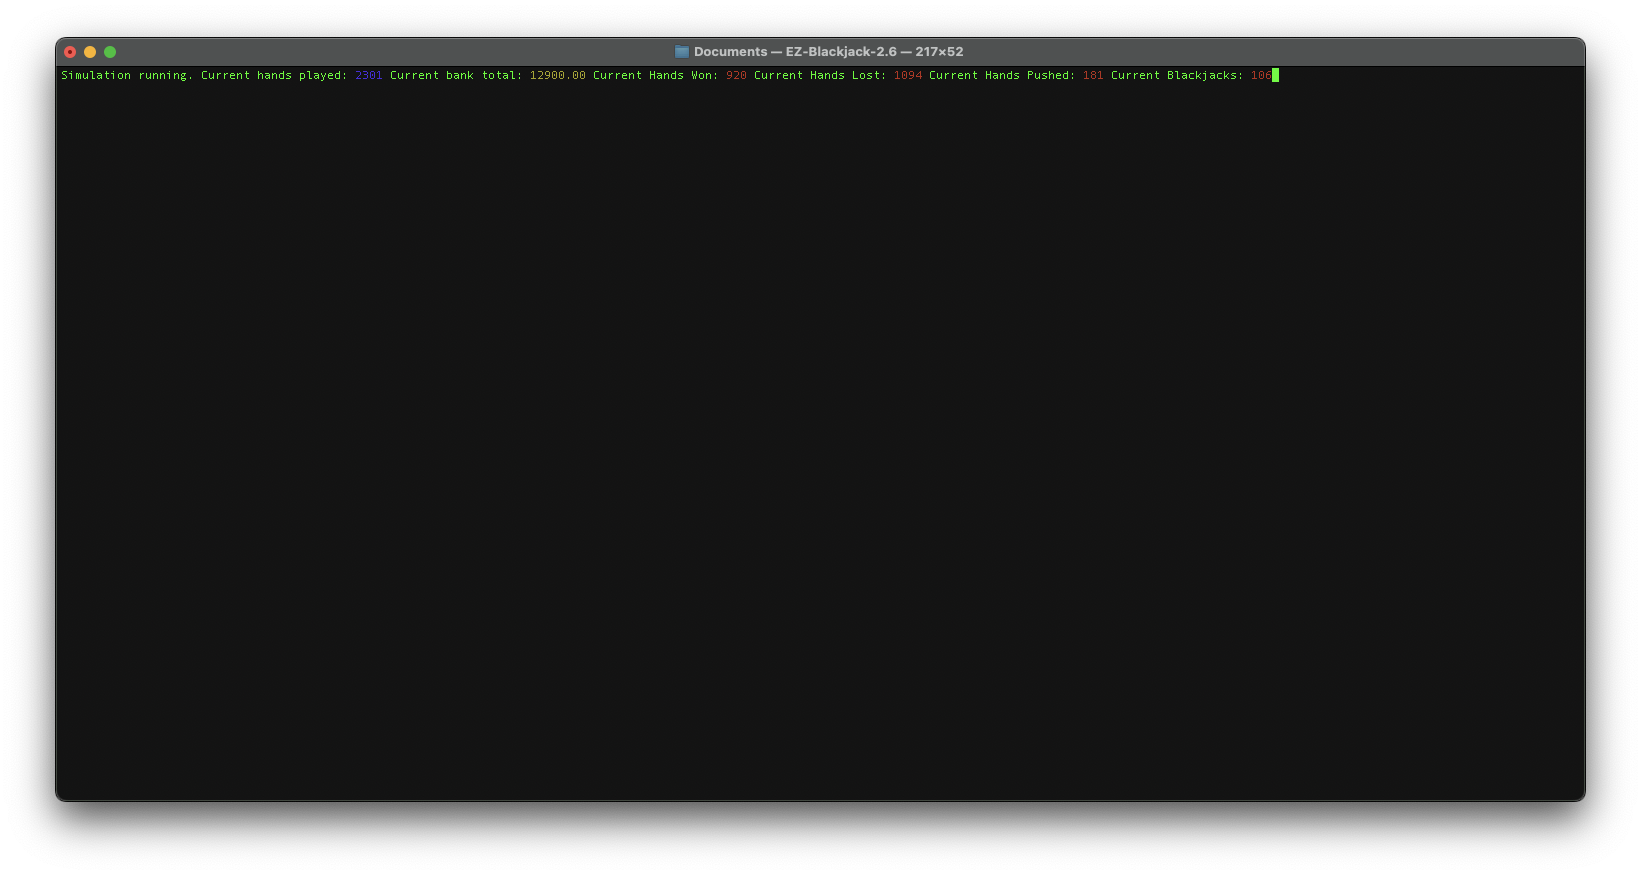 Documents — EZ-Blackjack-2.6 — 217×52
Simulation running. Current hands played: 2301 Current bank total: 12900.00 Current Hands Won: 920 Current Hands Lost: 1094 Current Hands Pushed: 181 Current Blackjacks: 106